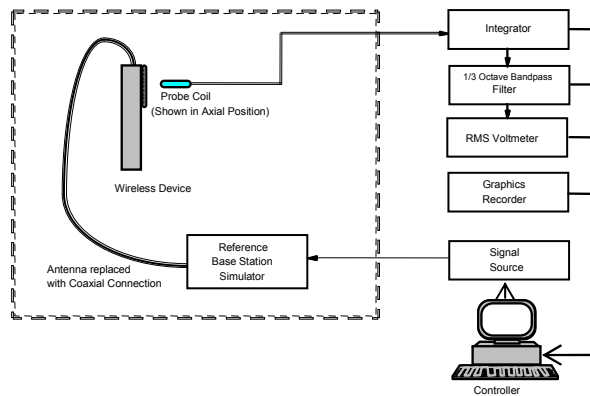 Integrator
1/3 Octave Bandpass
Filter
RMS Voltmeter
Graphics
Recorder
Probe Coil
(Shown in Axial Position)
Wireless Device
Reference
Base Station
Simulator
Antenna replaced
with Coaxial Connection
Signal
Source
Controller